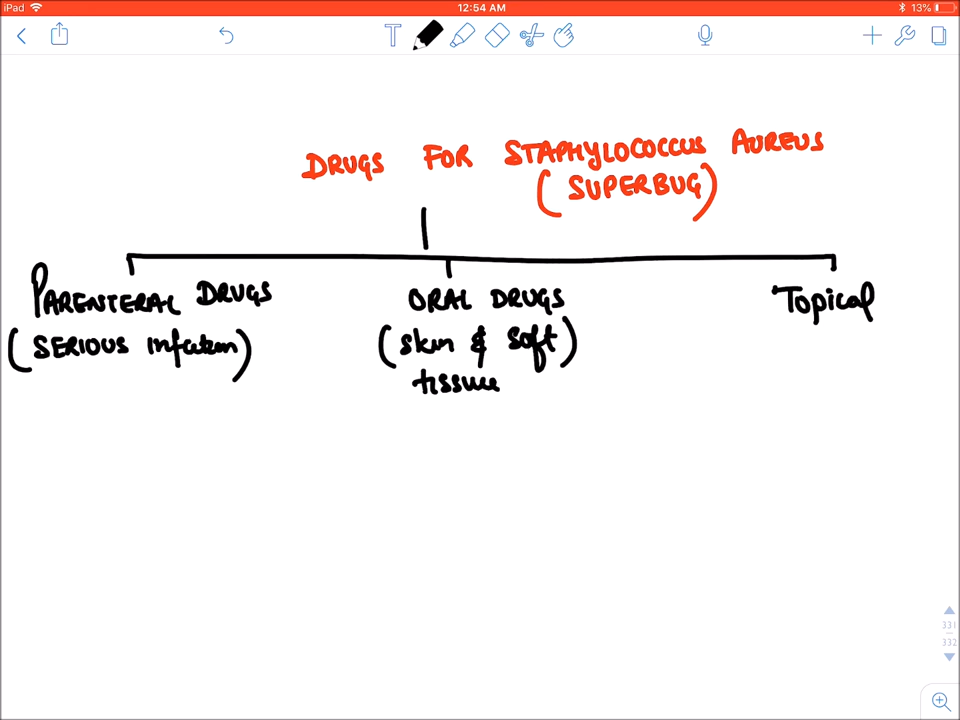 iPad
12:54 AM
13%
T
DRUGS FOR STAPHYLOCOCCUS AUREUS
(SUPERBUG)
PARENTERAL DRUGS
(SERIOUS Infection)
ORAL DRUGS
(Skin & Soft)
tissue
Topical
331
332